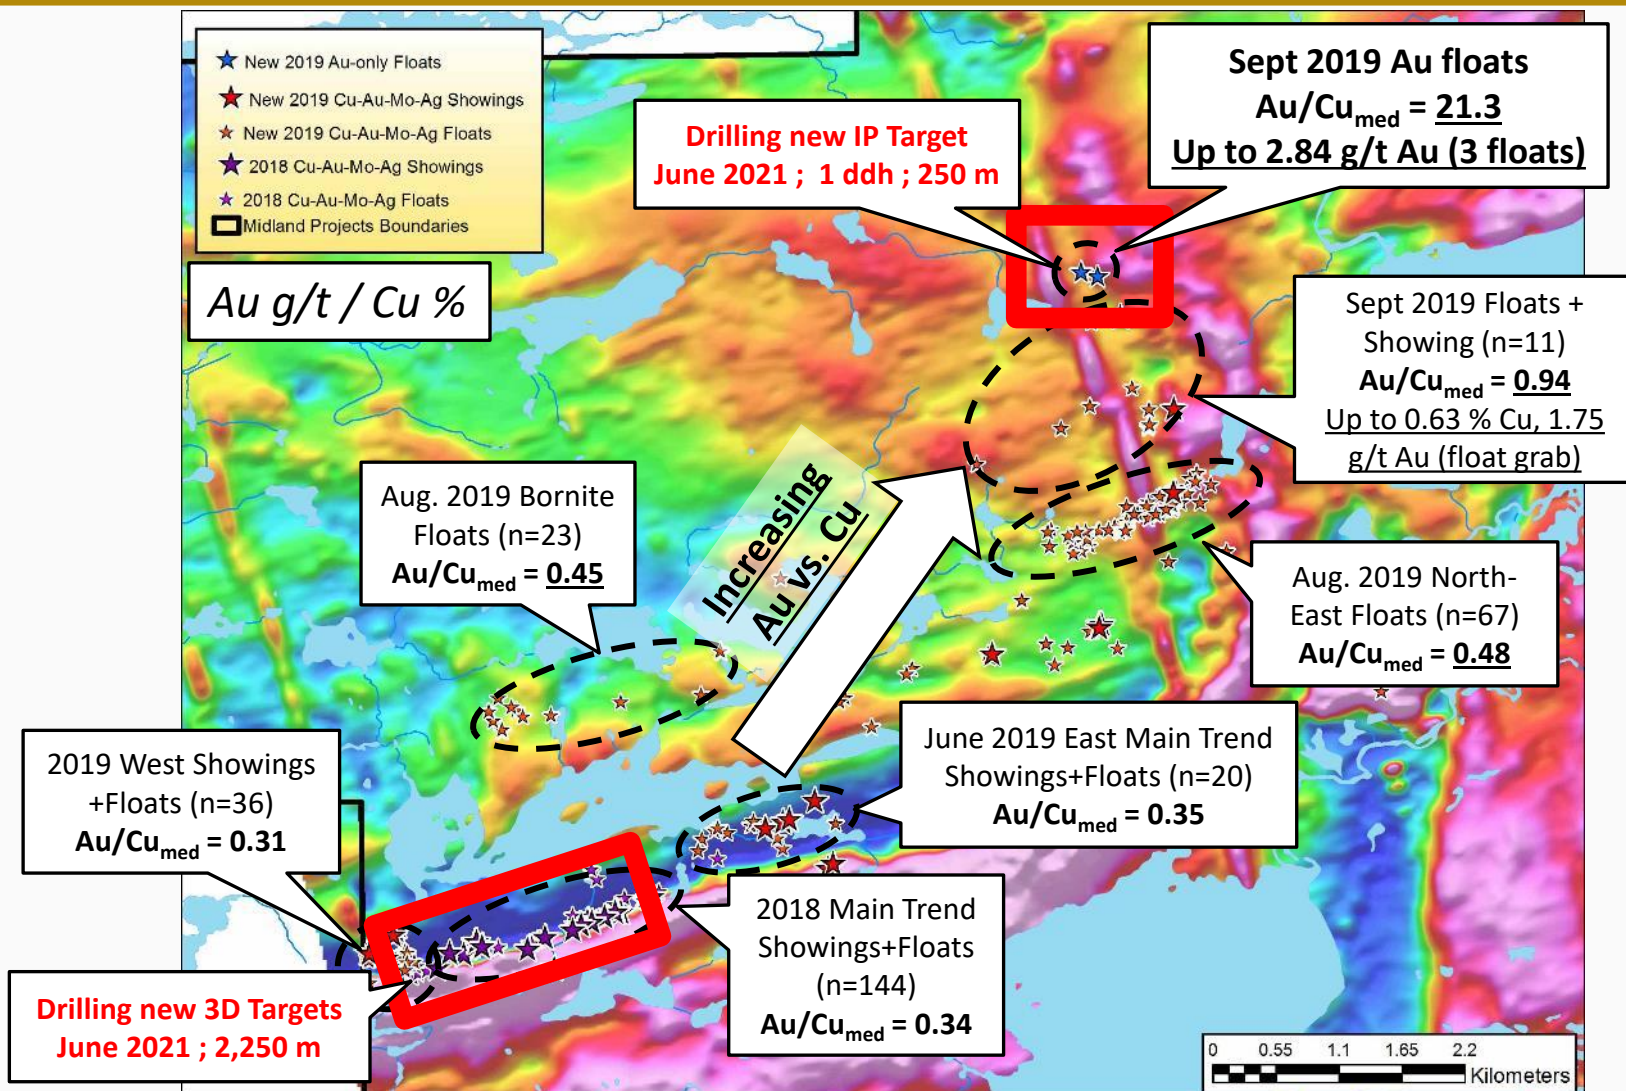 New 2019 Au-only Floats
New 2019 Cu-Au-Mo-Ag Showings
New 2019 Cu-Au-Mo-Ag Floats
2018 Cu-Au-Mo-Ag Showings
2018 Cu-Au-Mo-Ag Floats
Midland Projects Boundaries
Au g/t / Cu %
Drilling new IP Target
June 2021 ; 1 ddh ; 250 m
Sept 2019 Au floats
Au/Cumed = 21.3
Up to 2.84 g/t Au (3 floats)
Sept 2019 Floats +
Showing (n=11)
Au/Cumed = 0.94
Up to 0.63 % Cu, 1.75
g/t Au (float grab)
Aug. 2019 Bornite
Floats (n=23)
Au/Cumed = 0.45
Increasing
Au vs. Cu
Aug. 2019 North-
East Floats (n=67)
Au/Cumed = 0.48
2019 West Showings
+Floats (n=36)
Au/Cumed = 0.31
June 2019 East Main Trend
Showings+Floats (n=20)
Au/Cumed = 0.35
2018 Main Trend
Showings+Floats
(n=144)
Au/Cumed = 0.34
Drilling new 3D Targets
June 2021 ; 2,250 m
0 0.55 1.1 1.65 2.2
Kilometers